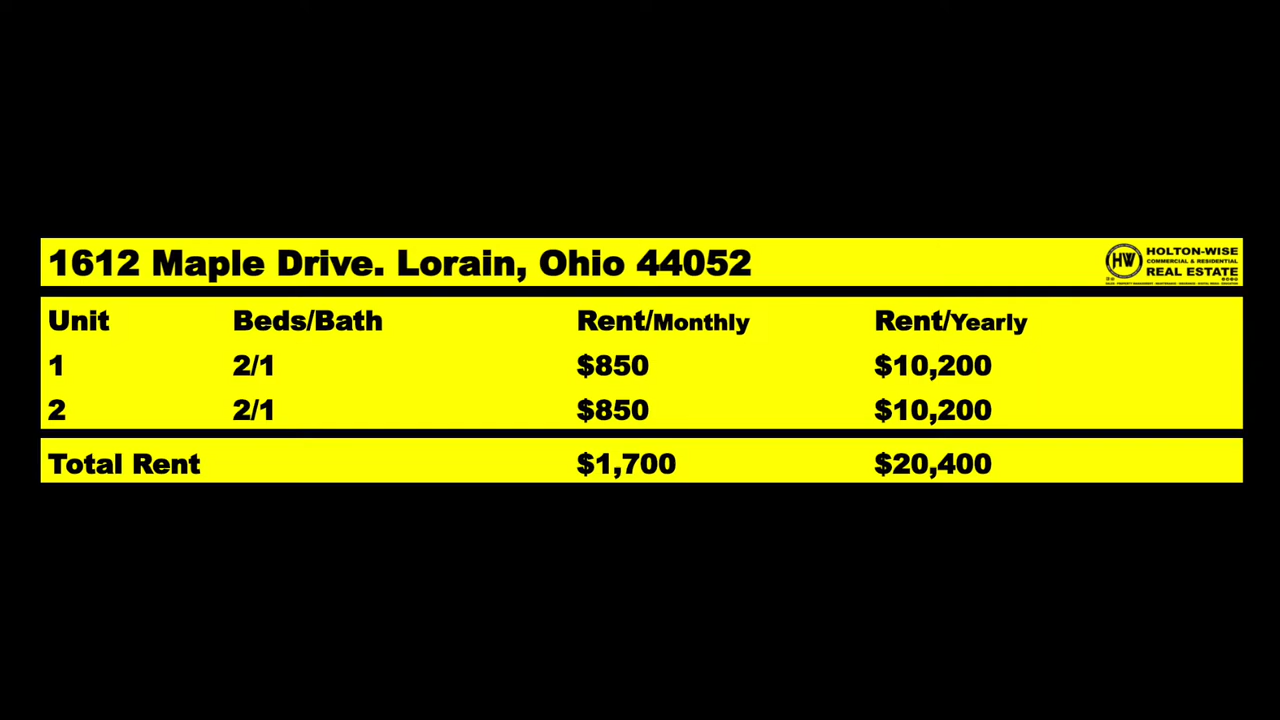 1612 Maple Drive. Lorain, Ohio 44052
HW
HOLTON-WISE
COMMERCIAL & RESIDENTIAL
REAL ESTATE
Unit Beds/Bath Rent/Monthly Rent/Yearly
1 2/1 $850 $10,200
2 2/1 $850 $10,200
Total Rent $1,700 $20,400